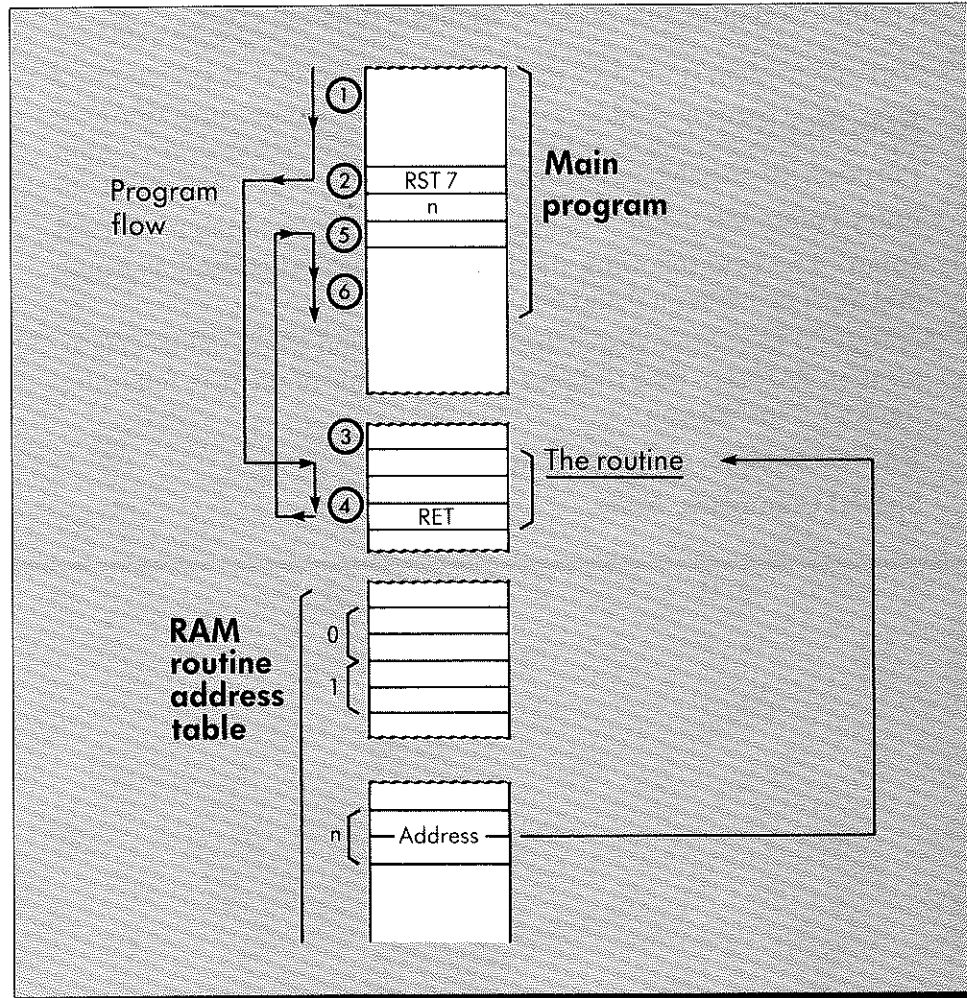 1
2
RST 7
Main
program
Program
flow
n
5
6
3
The routine
4
RET
RAM
routine
address
table
0
1
n
Address